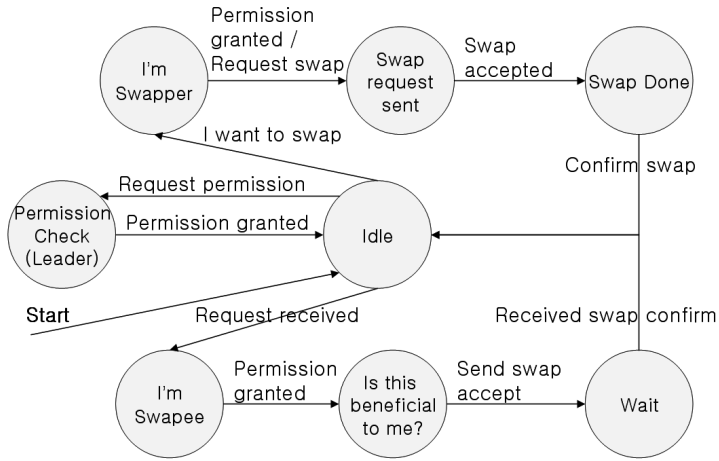 Permission
granted /
Request swap
I'm
Swapper
Swap
request
sent
Swap
accepted
Swap Done
I want to swap
Confirm swap
Request permission
Permission
Check
(Leader)
Permission granted
Idle
Start
Request received
Received swap confirm
I'm
Swapee
Permission
granted
Is this
beneficial
to me?
Send swap
accept
Wait